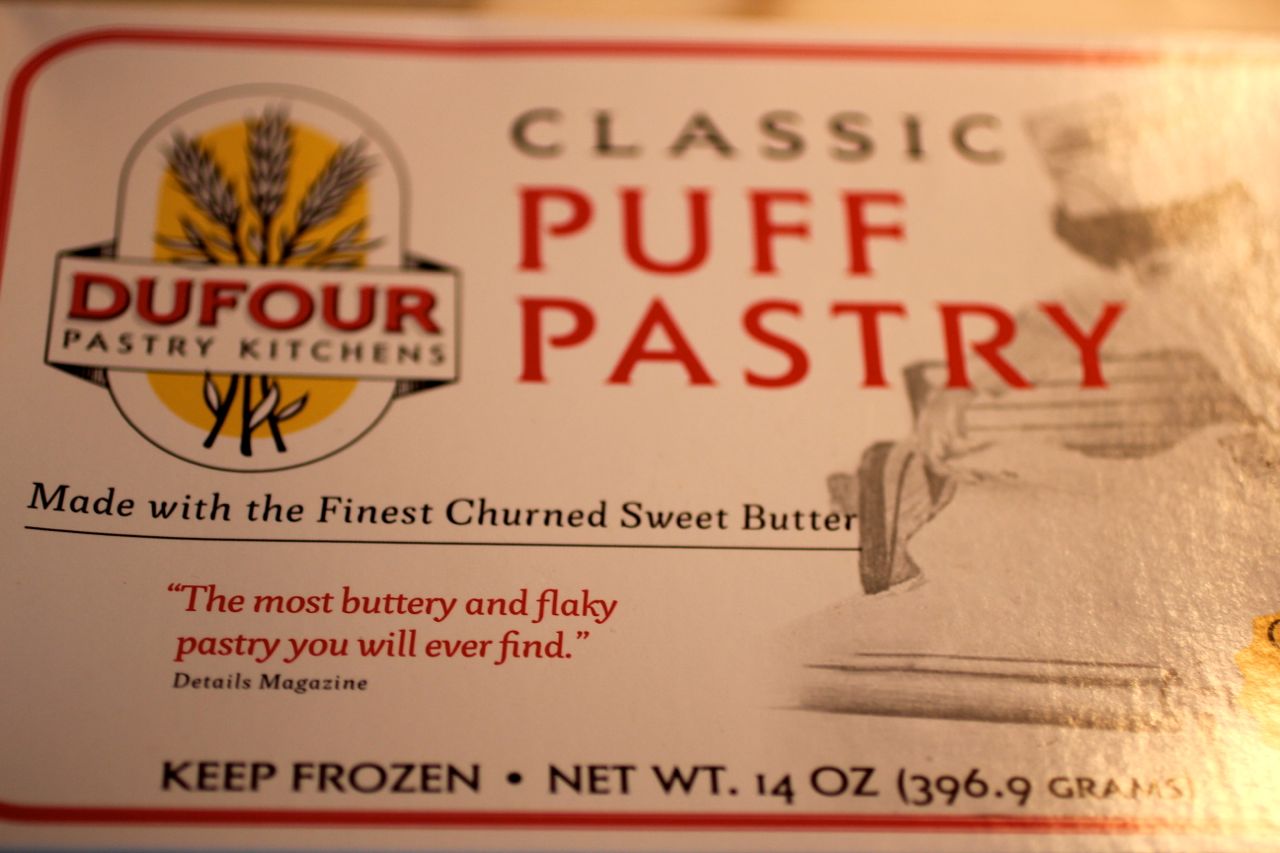 DUFOUR
PASTRY KITCHENS
CLASSIC
PUFF
PASTRY
Made with the Finest Churned Sweet Butter
“The most buttery and flaky
pastry you will ever find.”
Details Magazine
KEEP FROZEN • NET WT. 14 OZ (396.9 GRAMS)